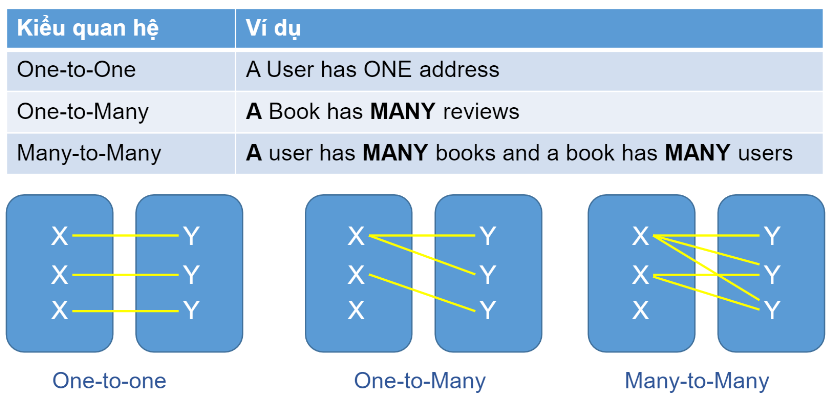 Kiểu quan hệ Ví dụ
One-to-One A User has ONE address
One-to-Many A Book has MANY reviews
Many-to-Many A user has MANY books and a book has MANY users
X Y X Y X Y
X Y X Y X Y
X Y X Y X Y
One-to-one One-to-Many Many-to-Many